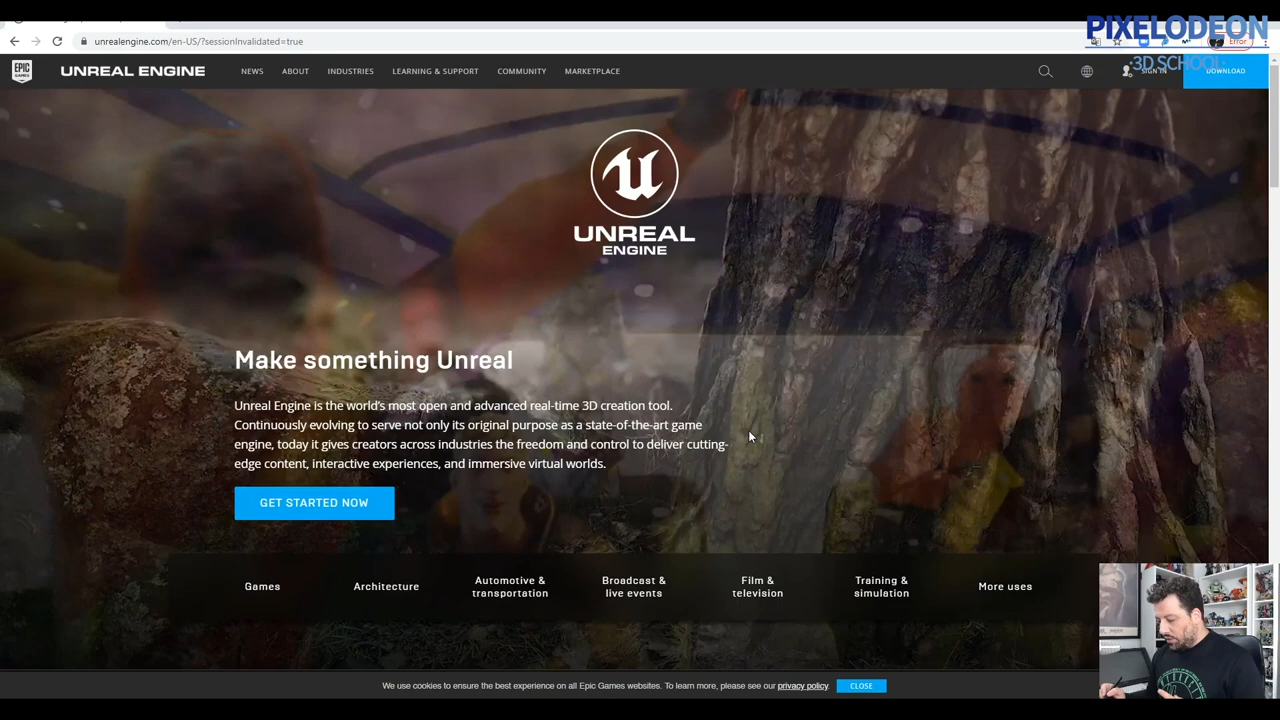 PIXELODEON
·3D SCHOOL·
unrealengine.com/en-US/?sessionInvalidated=true
Error
EPIC
GAMES
UNREAL ENGINE
NEWS
ABOUT
INDUSTRIES
LEARNING & SUPPORT
COMMUNITY
MARKETPLACE
SIGN IN
DOWNLOAD
UNREAL
ENGINE
Make something Unreal
Unreal Engine is the world's most open and advanced real-time 3D creation tool.
Continuously evolving to serve not only its original purpose as a state-of-the-art game
engine, today it gives creators across industries the freedom and control to deliver cutting-
edge content, interactive experiences, and immersive virtual worlds.
GET STARTED NOW
Games
Architecture
Automotive &
transportation
Broadcast &
live events
Film &
television
Training &
simulation
More uses
We use cookies to ensure the best experience on all Epic Games websites. To learn more, please see our privacy policy.
CLOSE